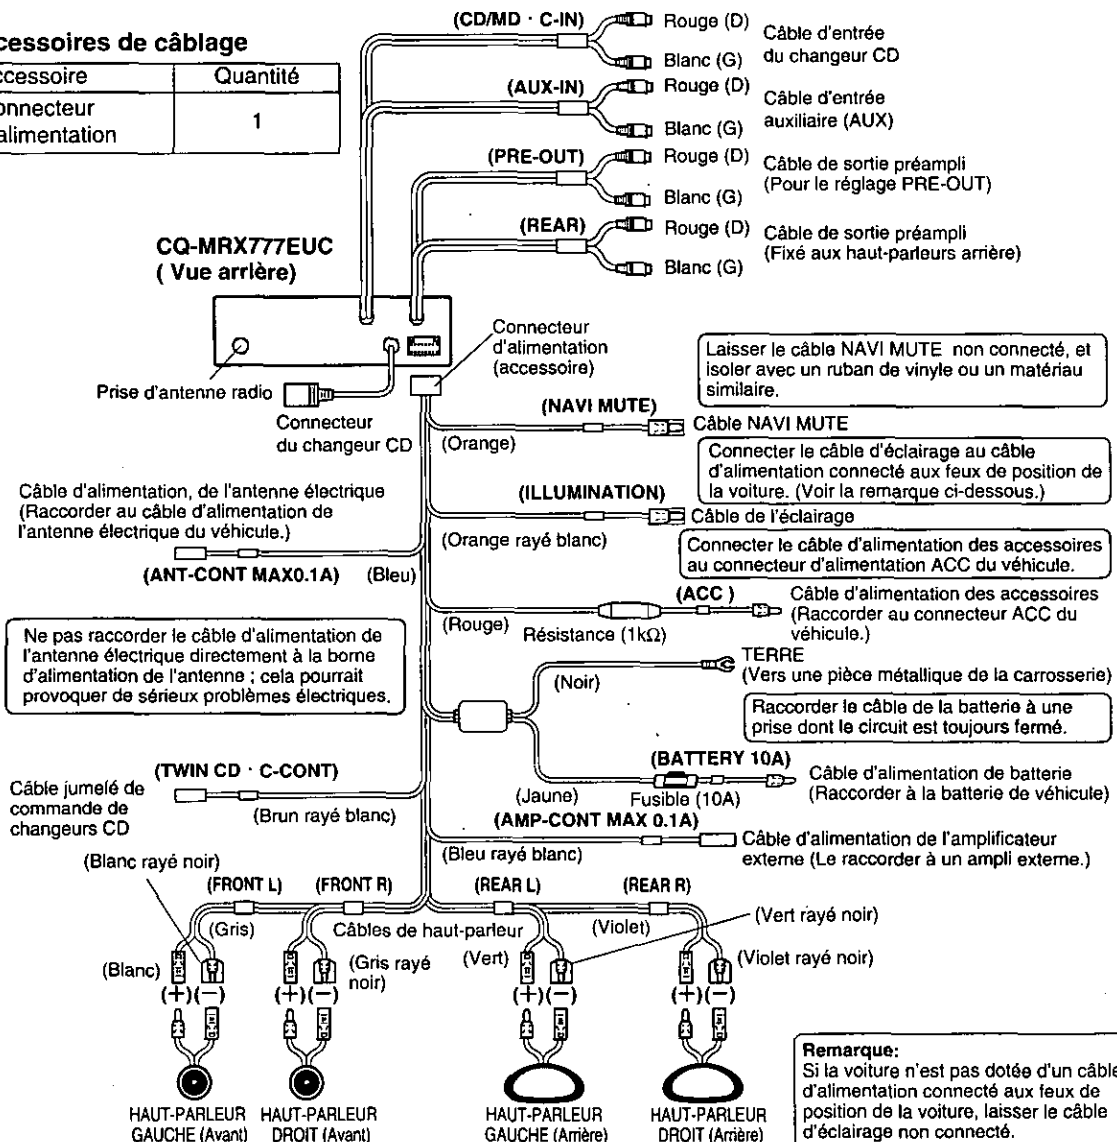 cessoires de câblage
ccessoire Quantité
onnecteur
alimentation
1
(CD/MD · C-IN)
Rouge (D)
Blanc (G)
Câble d'entrée
du changeur CD
(AUX-IN)
Rouge (D)
Blanc (G)
Câble d'entrée
auxiliaire (AUX)
(PRE-OUT)
Rouge (D)
Blanc (G)
Câble de sortie préampli
(Pour le réglage PRE-OUT)
(REAR)
Rouge (D)
Blanc (G)
Câble de sortie préampli
(Fixé aux haut-parleurs arrière)
CQ-MRX777EUC
( Vue arrière)
Prise d'antenne radio
Connecteur
du changeur CD
Connecteur
d'alimentation
(accessoire)
Laisser le câble NAVI MUTE non connecté, et
isoler avec un ruban de vinyle ou un matériau
similaire.
(NAVI MUTE)
(Orange)
Câble NAVI MUTE
Connecter le câble d'éclairage au câble
d'alimentation connecté aux feux de position de
la voiture. (Voir la remarque ci-dessous.)
(ILLUMINATION)
(Orange rayé blanc)
Câble de l'éclairage
Câble d'alimentation, de l'antenne électrique
(Raccorder au câble d'alimentation de
l'antenne électrique du véhicule.)
(ANT-CONT MAX0.1A) (Bleu)
Connecter le câble d'alimentation des accessoires
au connecteur d'alimentation ACC du véhicule.
(ACC )
(Rouge)
Résistance (1kΩ)
Câble d'alimentation des accessoires
(Raccorder au connecteur ACC du
véhicule.)
Ne pas raccorder le câble d'alimentation de
l'antenne électrique directement à la borne
d'alimentation de l'antenne ; cela pourrait
provoquer de sérieux problèmes électriques.
(Noir)
TERRE
(Vers une pièce métallique de la carrosserie)
Raccorder le câble de la batterie à une
prise dont le circuit est toujours fermé.
(BATTERY 10A)
(Jaune)
Fusible (10A)
Câble d'alimentation de batterie
(Raccorder à la batterie de véhicule)
(TWIN CD · C-CONT)
Câble jumelé de
commande de
changeurs CD
(Brun rayé blanc)
(AMP-CONT MAX 0.1A)
(Bleu rayé blanc)
Câble d'alimentation de l'amplificateur
externe (Le raccorder à un ampli externe.)
(Blanc rayé noir)
(FRONT L) (FRONT R) (REAR L) (REAR R)
(Gris)
Câbles de haut-parleur
(Violet)
(Vert rayé noir)
(Blanc)
(Gris rayé
noir)
(Vert)
(Violet rayé noir)
(+) (−) (+) (−) (+) (−) (+) (−)
HAUT-PARLEUR
GAUCHE (Avant)
HAUT-PARLEUR
DROIT (Avant)
HAUT-PARLEUR
GAUCHE (Arrière)
HAUT-PARLEUR
DROIT (Arrière)
Remarque:
Si la voiture n'est pas dotée d'un câble
d'alimentation connecté aux feux de
position de la voiture, laisser le câble
d'éclairage non connecté.